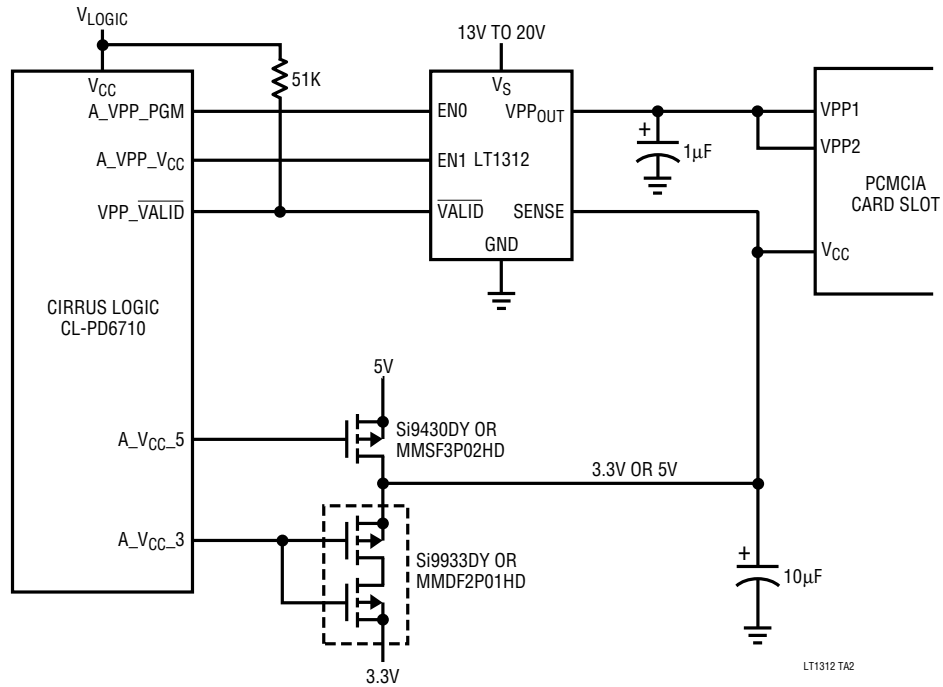 VLOGIC
13V TO 20V
51K
VCC
A_VPP_PGM
A_VPP_VCC
VPP_VALID
CIRRUS LOGIC
CL-PD6710
A_VCC_5
A_VCC_3
VS
EN0
VPPOUT
EN1
LT1312
VALID
SENSE
GND
+
1µF
VPP1
VPP2
PCMCIA
CARD SLOT
VCC
5V
Si9430DY OR
MMSF3P02HD
3.3V OR 5V
Si9933DY OR
MMDF2P01HD
3.3V
+
10µF
LT1312 TA2